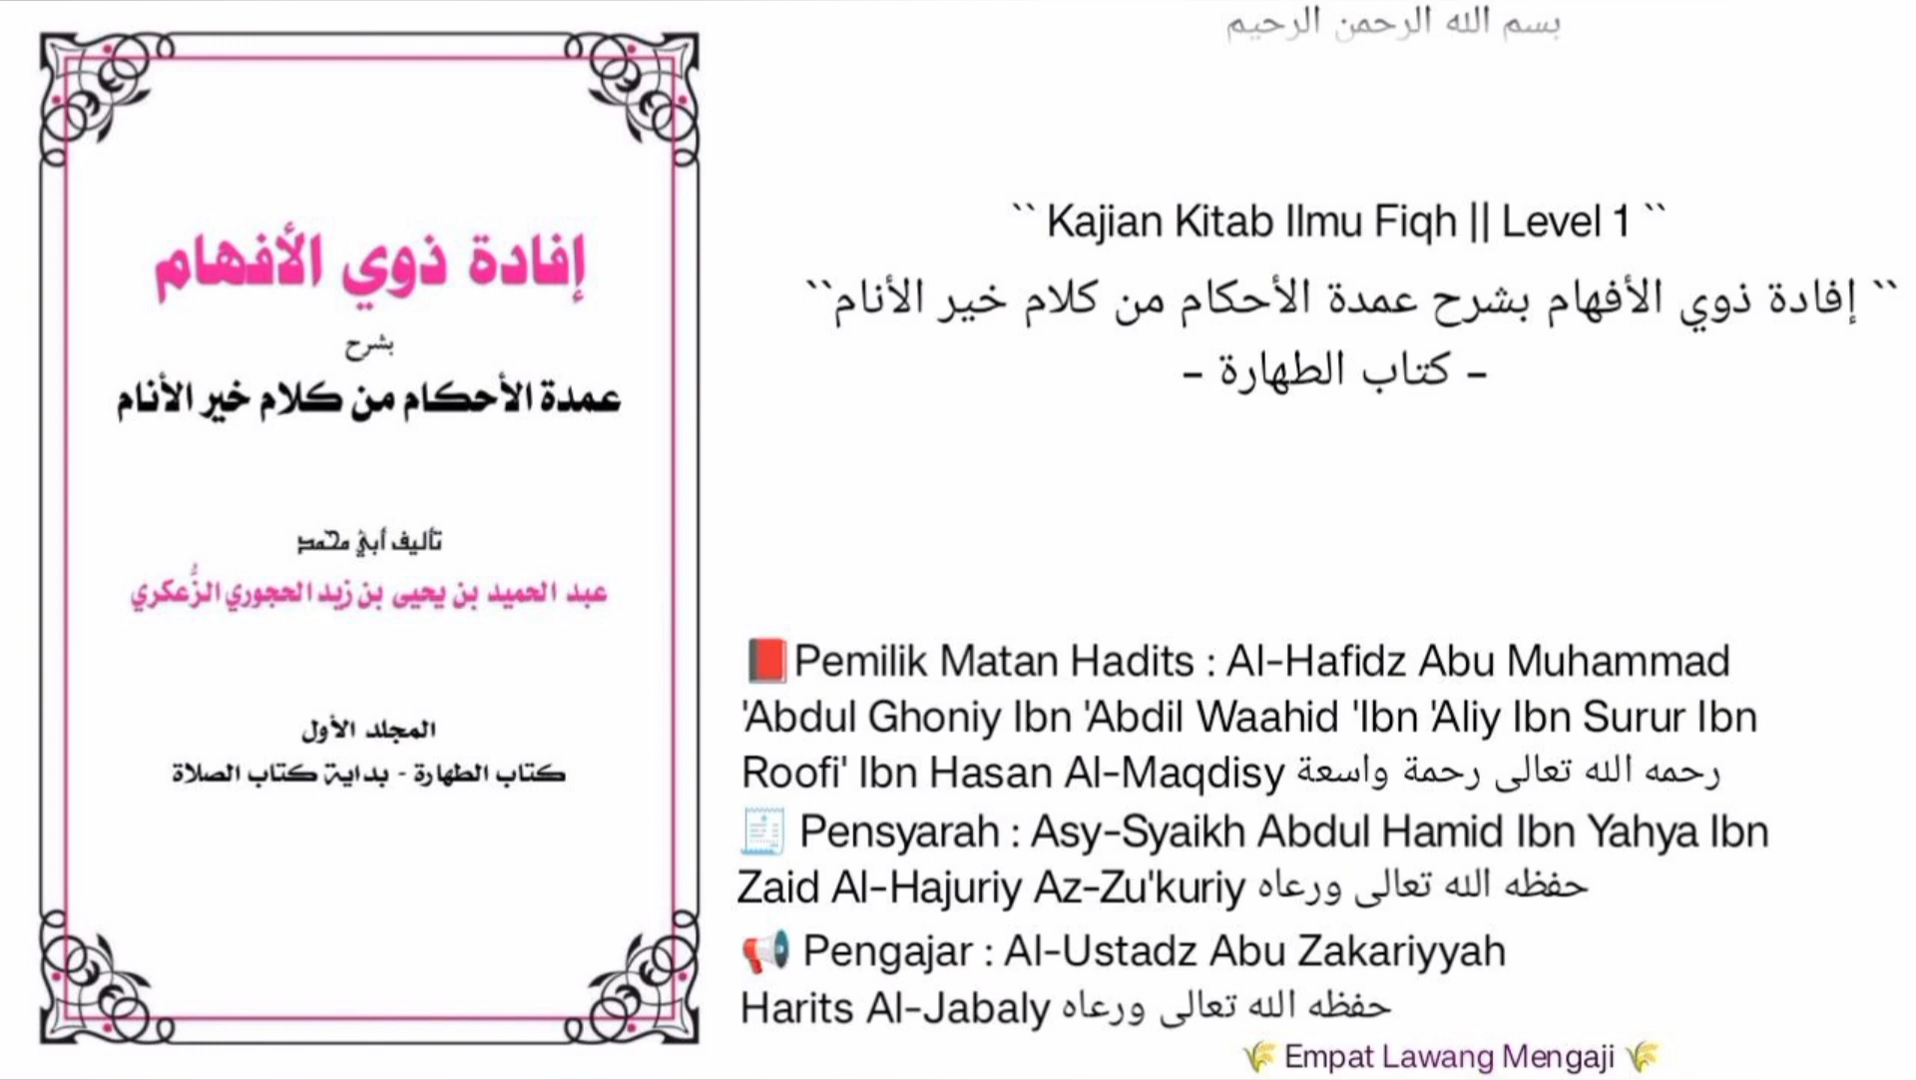 إفادة ذوي الأفهام
بشرح
عمدة الأحكام من كلام خير الأنام
تأليف أبي محمد
عبد الحميد بن يحيى بن زيد الحجوري الزُّعكري
المجلد الأول
كتاب الطهارة - بداية كتاب الصلاة
بسم الله الرحمن الرحيم
`` Kajian Kitab Ilmu Fiqh || Level 1 ``
`` إفادة ذوي الأفهام بشرح عمدة الأحكام من كلام خير الأنام``
- كتاب الطهارة -
📕Pemilik Matan Hadits : Al-Hafidz Abu Muhammad
'Abdul Ghoniy Ibn 'Abdil Waahid 'Ibn 'Aliy Ibn Surur Ibn
Roofi' Ibn Hasan Al-Maqdisy رحمه الله تعالى رحمة واسعة
🧾 Pensyarah : Asy-Syaikh Abdul Hamid Ibn Yahya Ibn
Zaid Al-Hajuriy Az-Zu'kuriy حفظه الله تعالى ورعاه
📢 Pengajar : Al-Ustadz Abu Zakariyyah
Harits Al-Jabaly حفظه الله تعالى ورعاه
🌾 Empat Lawang Mengaji 🌾